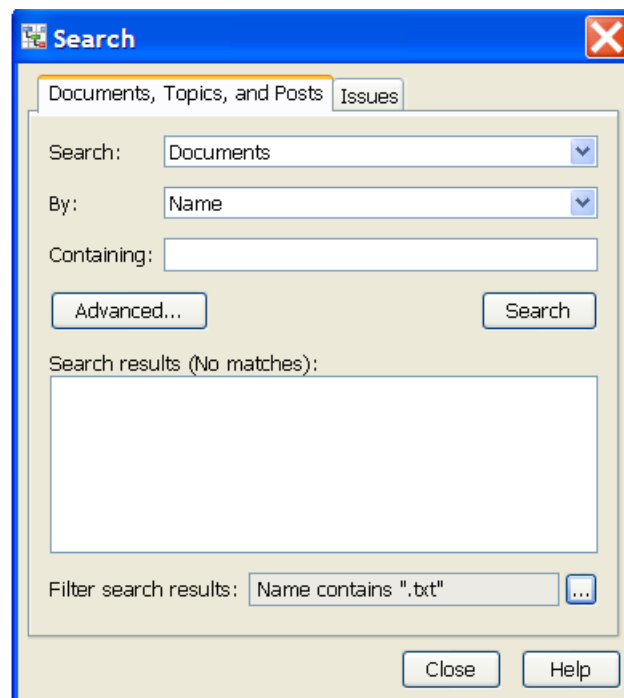 Search
Documents, Topics, and Posts Issues
Search: Documents
By: Name
Containing:
Advanced... Search
Search results (No matches):
Filter search results: Name contains ".txt" ...
Close Help